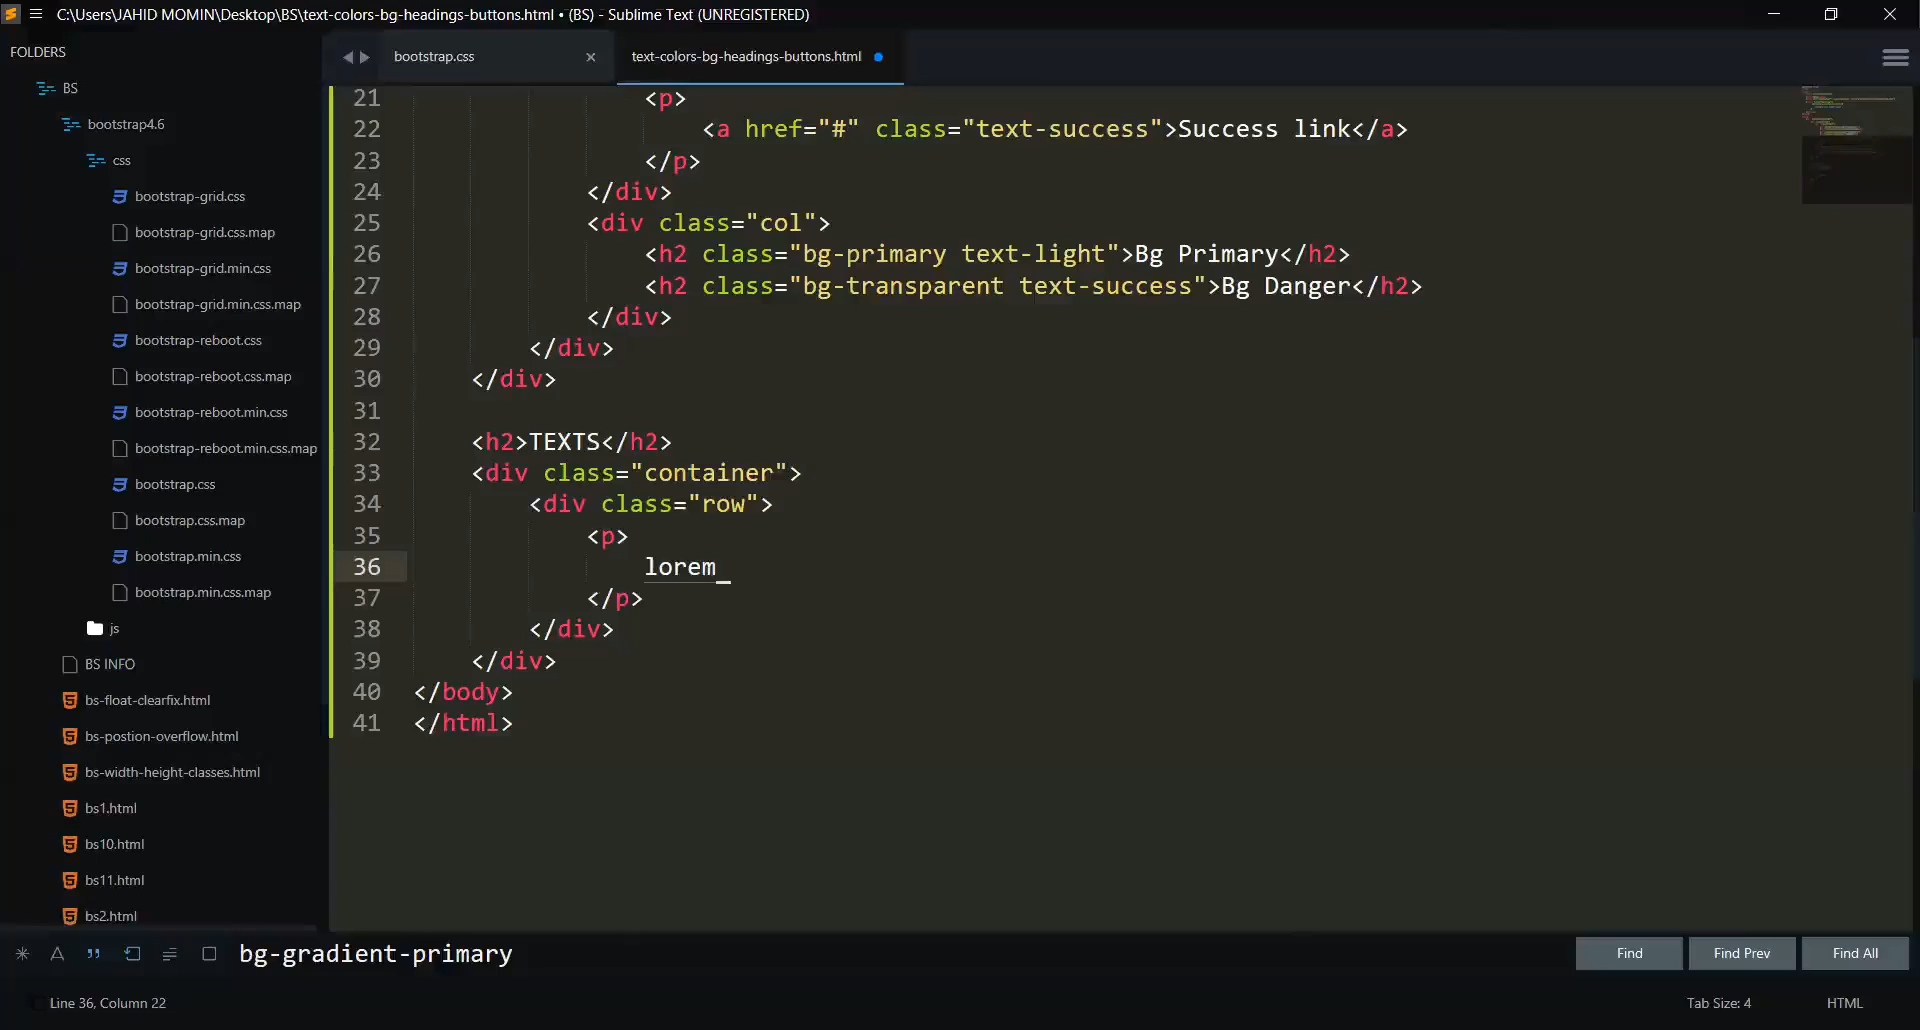 C:\Users\JAHID MOMIN\Desktop\BS\text-colors-bg-headings-buttons.html • (BS) - Sublime Text (UNREGISTERED)
FOLDERS
BS
bootstrap4.6
css
bootstrap-grid.css
bootstrap-grid.css.map
bootstrap-grid.min.css
bootstrap-grid.min.css.map
bootstrap-reboot.css
bootstrap-reboot.css.map
bootstrap-reboot.min.css
bootstrap-reboot.min.css.map
bootstrap.css
bootstrap.css.map
bootstrap.min.css
bootstrap.min.css.map
js
BS INFO
bs-float-clearfix.html
bs-postion-overflow.html
bs-width-height-classes.html
bs1.html
bs10.html
bs11.html
bs2.html
bootstrap.css
text-colors-bg-headings-buttons.html
21 <p>
22 <a href="#" class="text-success">Success link</a>
23 </p>
24 </div>
25 <div class="col">
26 <h2 class="bg-primary text-light">Bg Primary</h2>
27 <h2 class="bg-transparent text-success">Bg Danger</h2>
28 </div>
29 </div>
30 </div>
31
32 <h2>TEXTS</h2>
33 <div class="container">
34 <div class="row">
35 <p>
36 lorem_
37 </p>
38 </div>
39 </div>
40 </body>
41 </html>
bg-gradient-primary
Find
Find Prev
Find All
Line 36, Column 22
Tab Size: 4
HTML